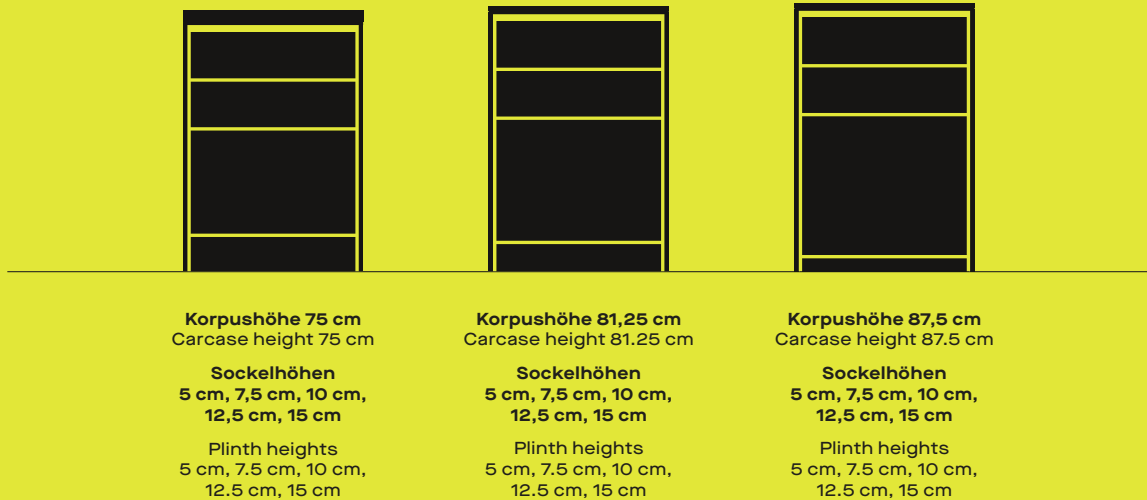 Korpushöhe 75 cm
Carcase height 75 cm
Sockelhöhen
5 cm, 7,5 cm, 10 cm,
12,5 cm, 15 cm
Plinth heights
5 cm, 7.5 cm, 10 cm,
12.5 cm, 15 cm
Korpushöhe 81,25 cm
Carcase height 81.25 cm
Sockelhöhen
5 cm, 7,5 cm, 10 cm,
12,5 cm, 15 cm
Plinth heights
5 cm, 7.5 cm, 10 cm,
12.5 cm, 15 cm
Korpushöhe 87,5 cm
Carcase height 87.5 cm
Sockelhöhen
5 cm, 7,5 cm, 10 cm,
12,5 cm, 15 cm
Plinth heights
5 cm, 7.5 cm, 10 cm,
12.5 cm, 15 cm